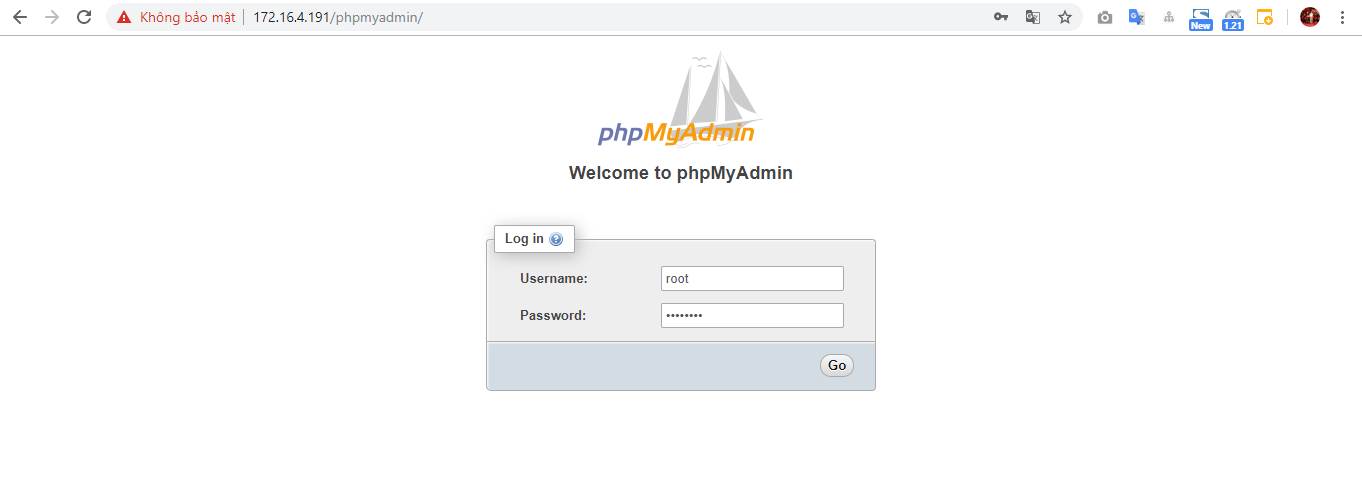 Không bảo mật | 172.16.4.191/phpmyadmin/
New
1.21
phpMyAdmin
Welcome to phpMyAdmin
Log in
Username: root
Password: ••••••••
Go